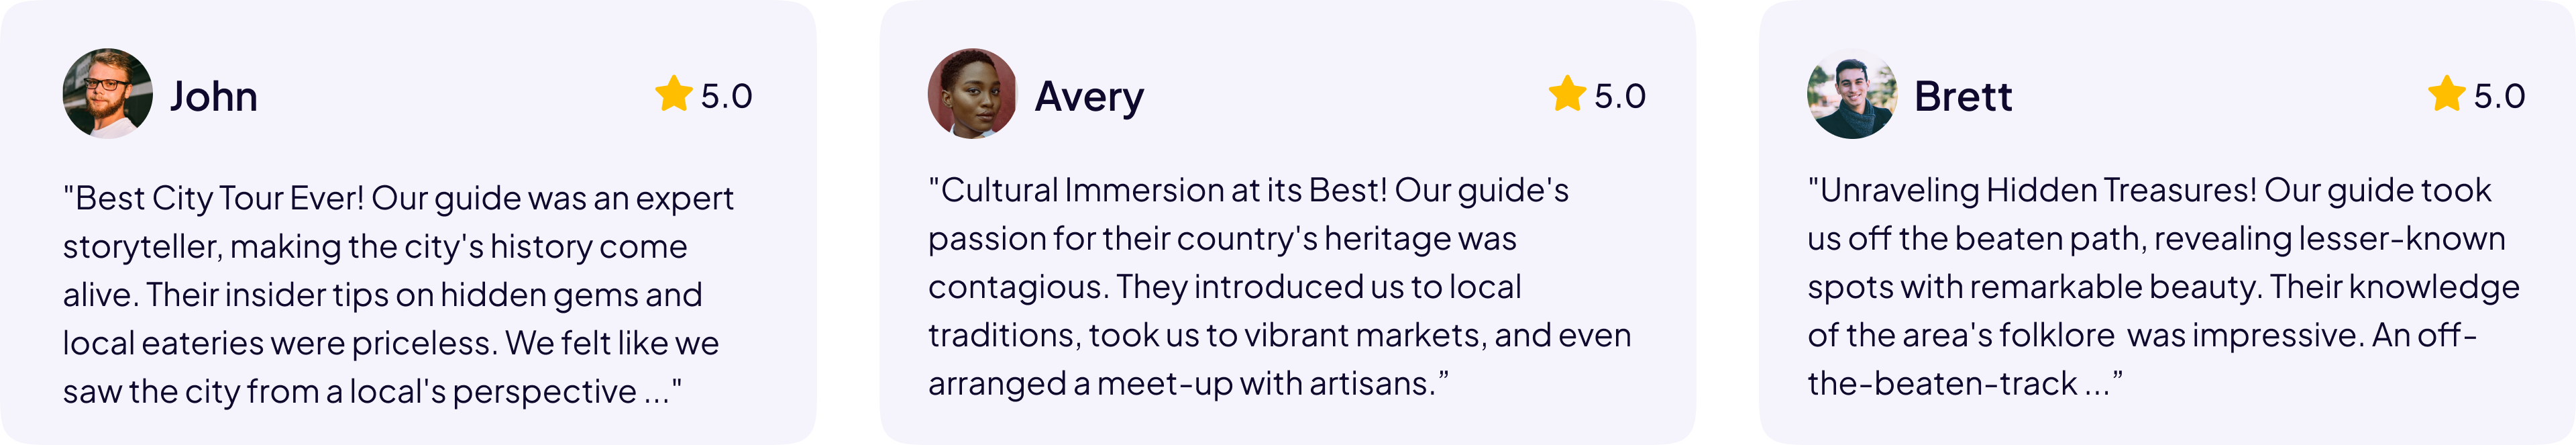 John
5.0
"Best City Tour Ever! Our guide was an expert
storyteller, making the city's history come
alive. Their insider tips on hidden gems and
local eateries were priceless. We felt like we
saw the city from a local's perspective ..."
Avery
5.0
"Cultural Immersion at its Best! Our guide's
passion for their country's heritage was
contagious. They introduced us to local
traditions, took us to vibrant markets, and even
arranged a meet-up with artisans.”
Brett
5.0
"Unraveling Hidden Treasures! Our guide took
us off the beaten path, revealing lesser-known
spots with remarkable beauty. Their knowledge
of the area's folklore  was impressive. An off-
the-beaten-track ...”